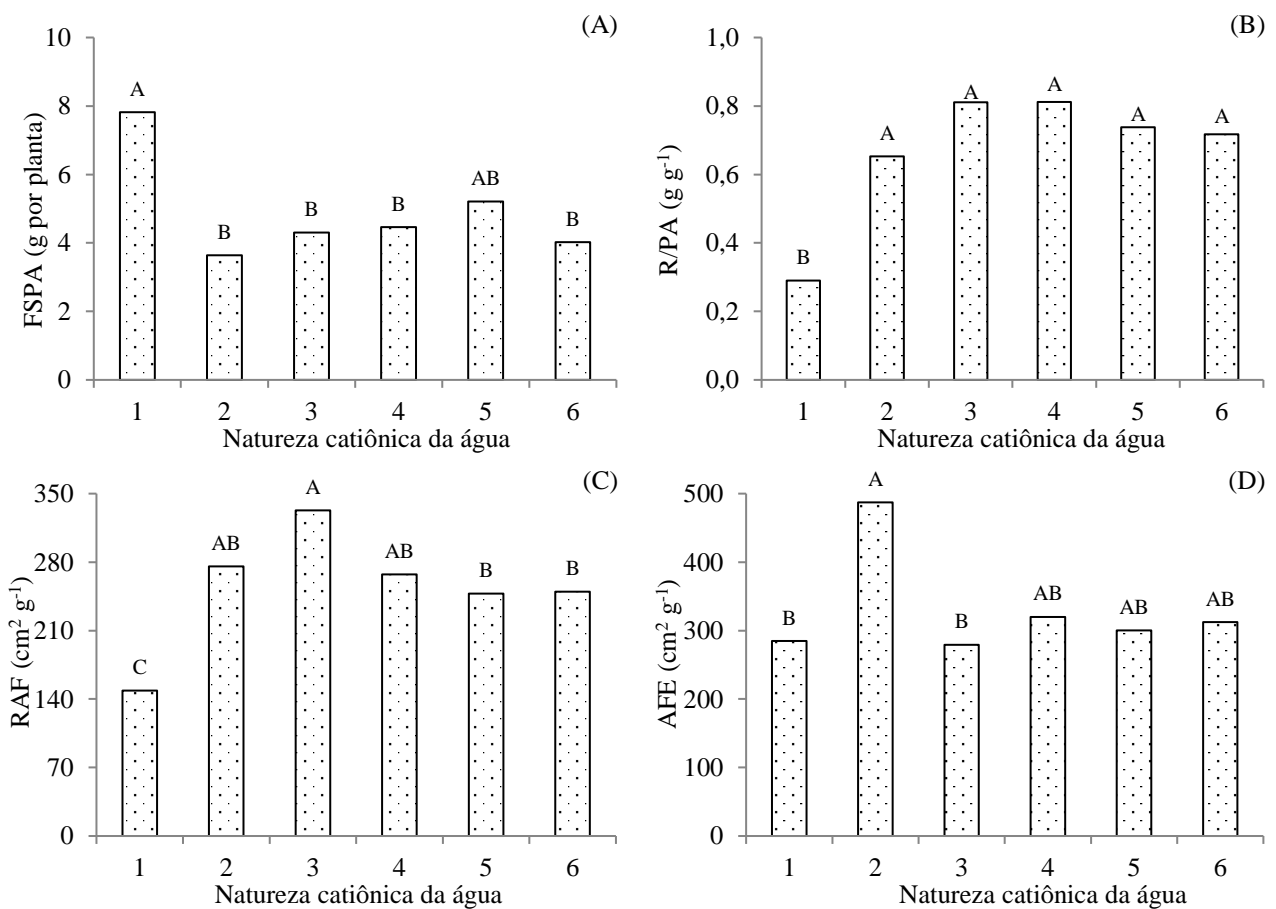 (A)
FSPA (g por planta)
10
8
6
4
2
0
A
B
B
B
AB
B
1 2 3 4 5 6
Natureza catiônica da água
(B)
R/PA (g g-1)
1,0
0,8
0,6
0,4
0,2
0,0
B
A
A
A
A
A
1 2 3 4 5 6
Natureza catiônica da água
(C)
RAF (cm2 g-1)
350
280
210
140
70
0
C
AB
A
AB
B
B
1 2 3 4 5 6
Natureza catiônica da água
(D)
AFE (cm2 g-1)
500
400
300
200
100
0
B
A
B
AB
AB
AB
1 2 3 4 5 6
Natureza catiônica da água